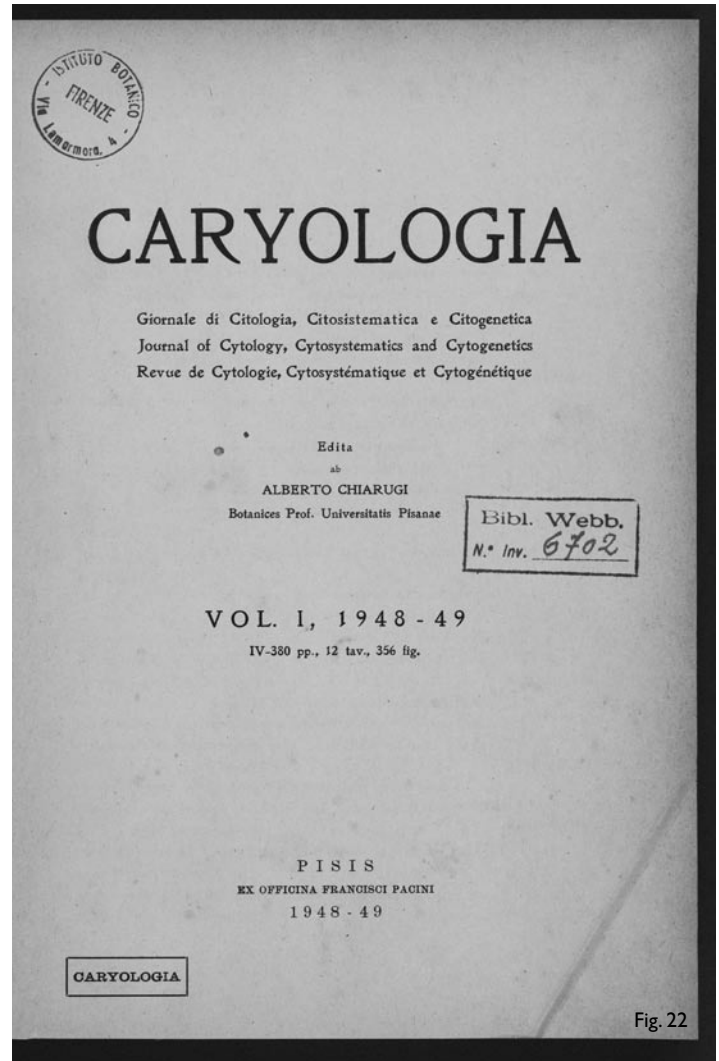 - ISTITUTO BOTANICO -
FIRENZE
Via Lamarmora, 4
CARYOLOGIA
Giornale di Citologia, Citosistematica e Citogenetica
Journal of Cytology, Cytosystematics and Cytogenetics
Revue de Cytologie, Cytosystématique et Cytogénétique
Edita
ab
ALBERTO CHIARUGI
Botanices Prof. Universitatis Pisanae
Bibl. Webb.
N.° Inv. 6702
VOL. I, 1948-49
IV-380 pp., 12 tav., 356 fig.
PISIS
EX OFFICINA FRANCISCI PACINI
1948-49
CARYOLOGIA
Fig. 22